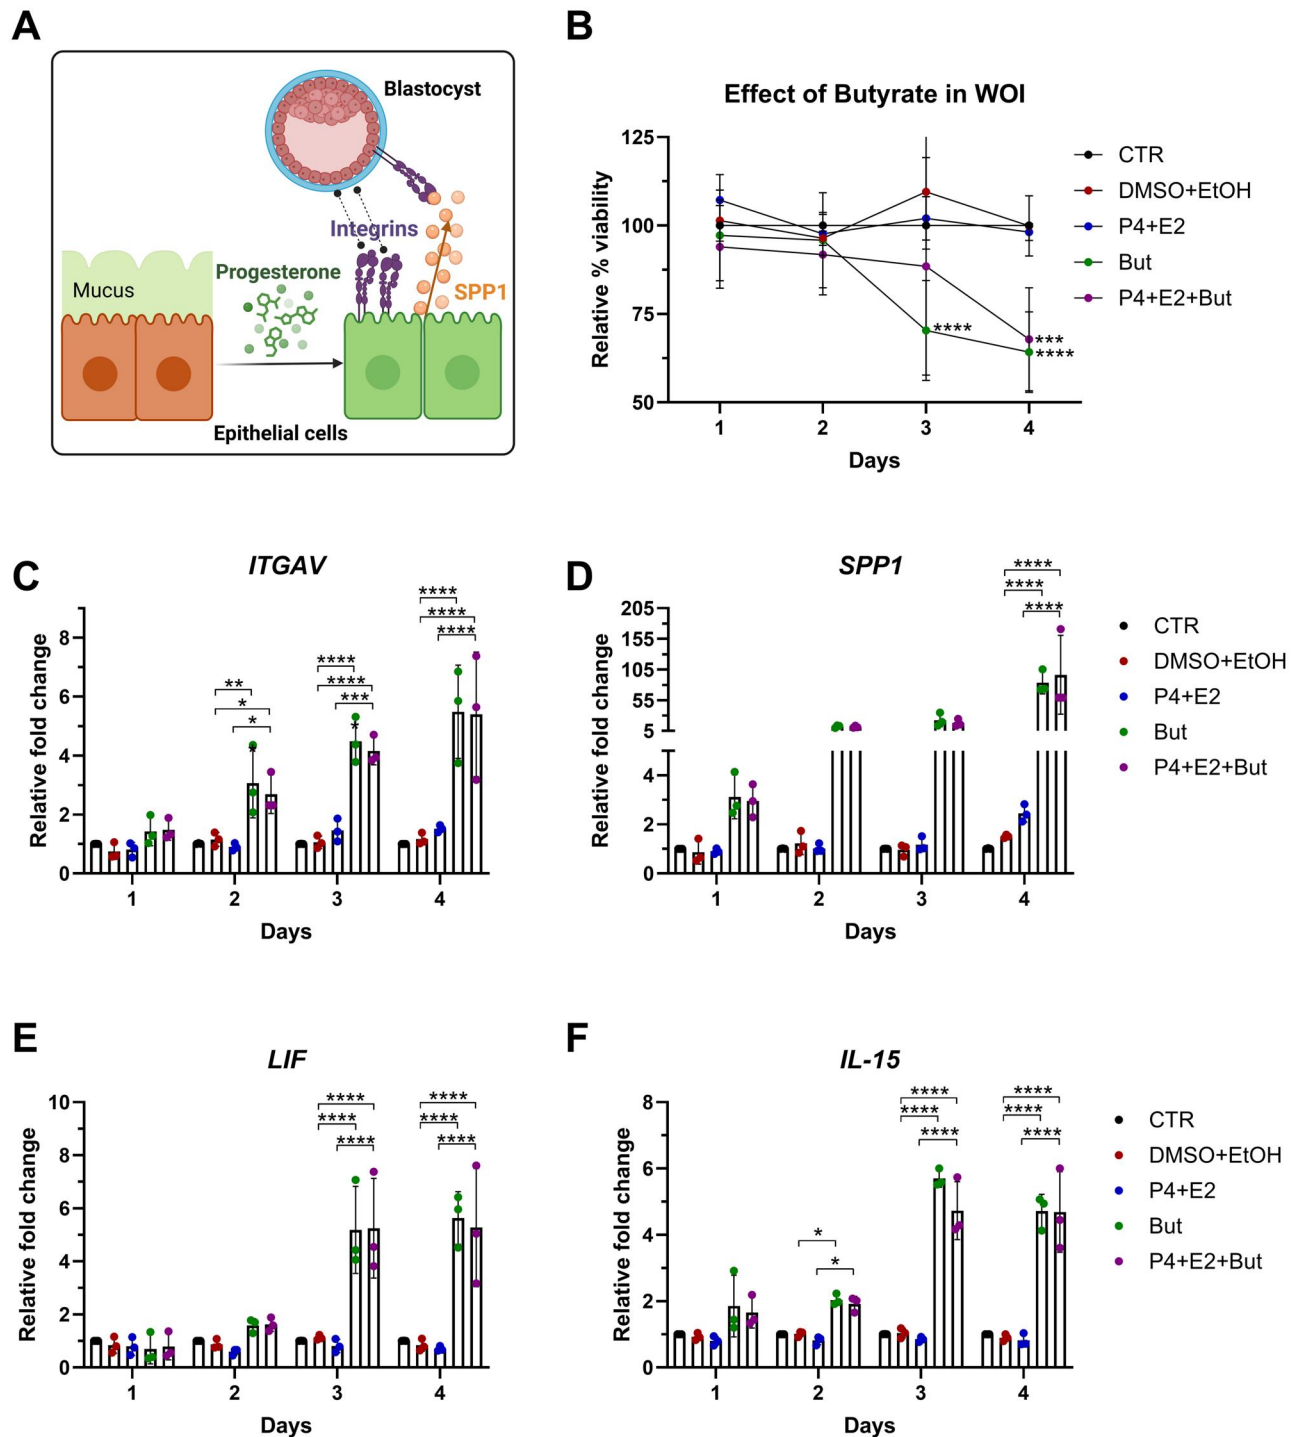 A
Blastocyst
Integrins
Progesterone
Mucus
SPP1
Epithelial cells
B
Effect of Butyrate in WOI
Relative % viability
125
100
75
50
****
***
****
1 2 3 4
Days
CTR
DMSO+EtOH
P4+E2
But
P4+E2+But
C
ITGAV
Relative fold change
8
6
4
2
0
**
*
*
*
****
****
***
*
****
****
****
1 2 3 4
Days
D
SPP1
Relative fold change
205
155
105
55
5
4
2
0
****
****
****
1 2 3 4
Days
CTR
DMSO+EtOH
P4+E2
But
P4+E2+But
E
LIF
Relative fold change
10
8
6
4
2
0
****
****
****
****
****
****
1 2 3 4
Days
F
IL-15
Relative fold change
8
6
4
2
0
*
*
****
****
****
****
****
****
1 2 3 4
Days
CTR
DMSO+EtOH
P4+E2
But
P4+E2+But